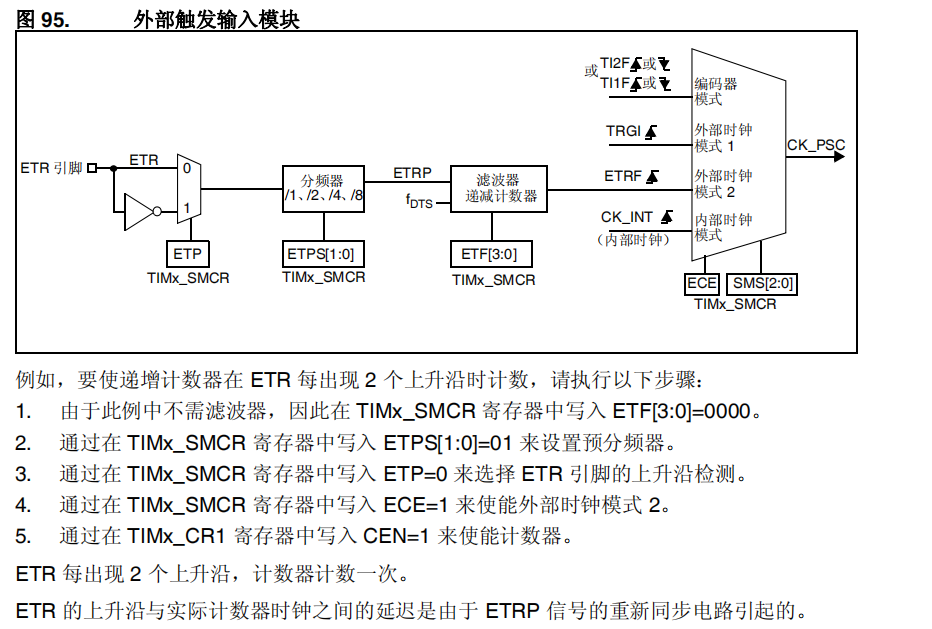 图 95. 外部触发输入模块
或 TI2F 或
TI1F 或
编码器
模式
TRGI
外部时钟
模式 1
CK_PSC
ETR 引脚
ETR
0
1
分频器
/1、/2、/4、/8
ETRP
fDTS
滤波器
递减计数器
ETRF
外部时钟
模式 2
CK_INT
（内部时钟）
内部时钟
模式
ETP
TIMx_SMCR
ETPS[1:0]
TIMx_SMCR
ETF[3:0]
TIMx_SMCR
ECE
SMS[2:0]
TIMx_SMCR
例如，要使递增计数器在 ETR 每出现 2 个上升沿时计数，请执行以下步骤：
1. 由于此例中不需滤波器，因此在 TIMx_SMCR 寄存器中写入 ETF[3:0]=0000。
2. 通过在 TIMx_SMCR 寄存器中写入 ETPS[1:0]=01 来设置预分频器。
3. 通过在 TIMx_SMCR 寄存器中写入 ETP=0 来选择 ETR 引脚的上升沿检测。
4. 通过在 TIMx_SMCR 寄存器中写入 ECE=1 来使能外部时钟模式 2。
5. 通过在 TIMx_CR1 寄存器中写入 CEN=1 来使能计数器。
ETR 每出现 2 个上升沿，计数器计数一次。
ETR 的上升沿与实际计数器时钟之间的延迟是由于 ETRP 信号的重新同步电路引起的。